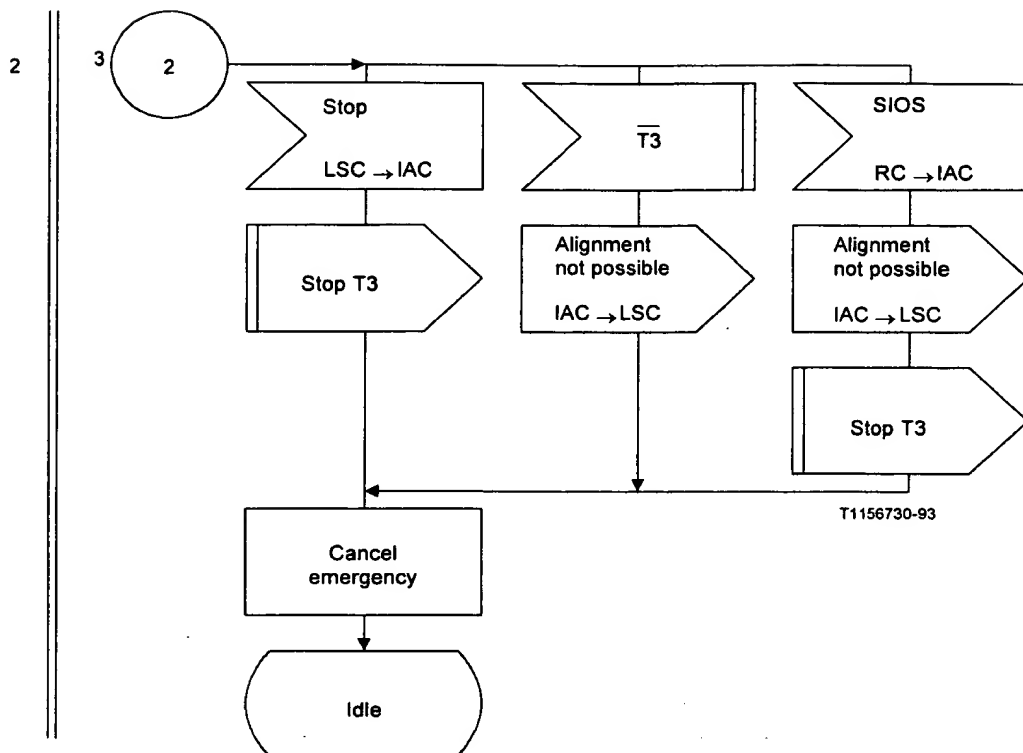 2
3
2
Stop
LSC → IAC
T3
SIOS
RC → IAC
Stop T3
Alignment
not possible
IAC → LSC
Alignment
not possible
IAC → LSC
Stop T3
T1156730-93
Cancel
emergency
Idle